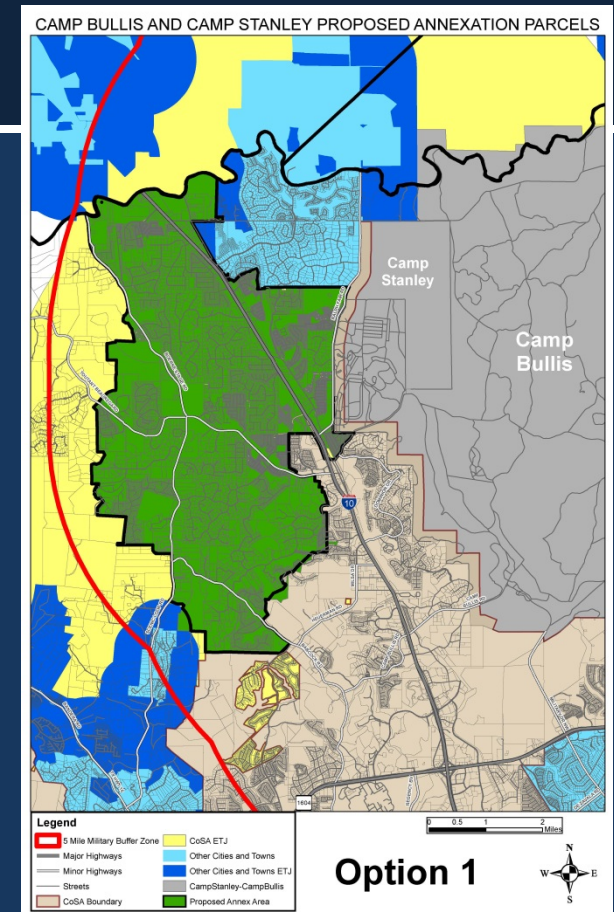 CAMP BULLIS AND CAMP STANLEY PROPOSED ANNEXATION PARCELS
Camp
Stanley
Camp
Bullis
10
1604
Legend
5 Mile Military Buffer Zone
Major Highways
Minor Highways
Streets
CoSA Boundary
CoSA ETJ
Other Cities and Towns
Other Cities and Towns ETJ
CampStanley-CampBullis
Proposed Annex Area
Option 1
0 0.5 1 2
Miles
N
W E
S